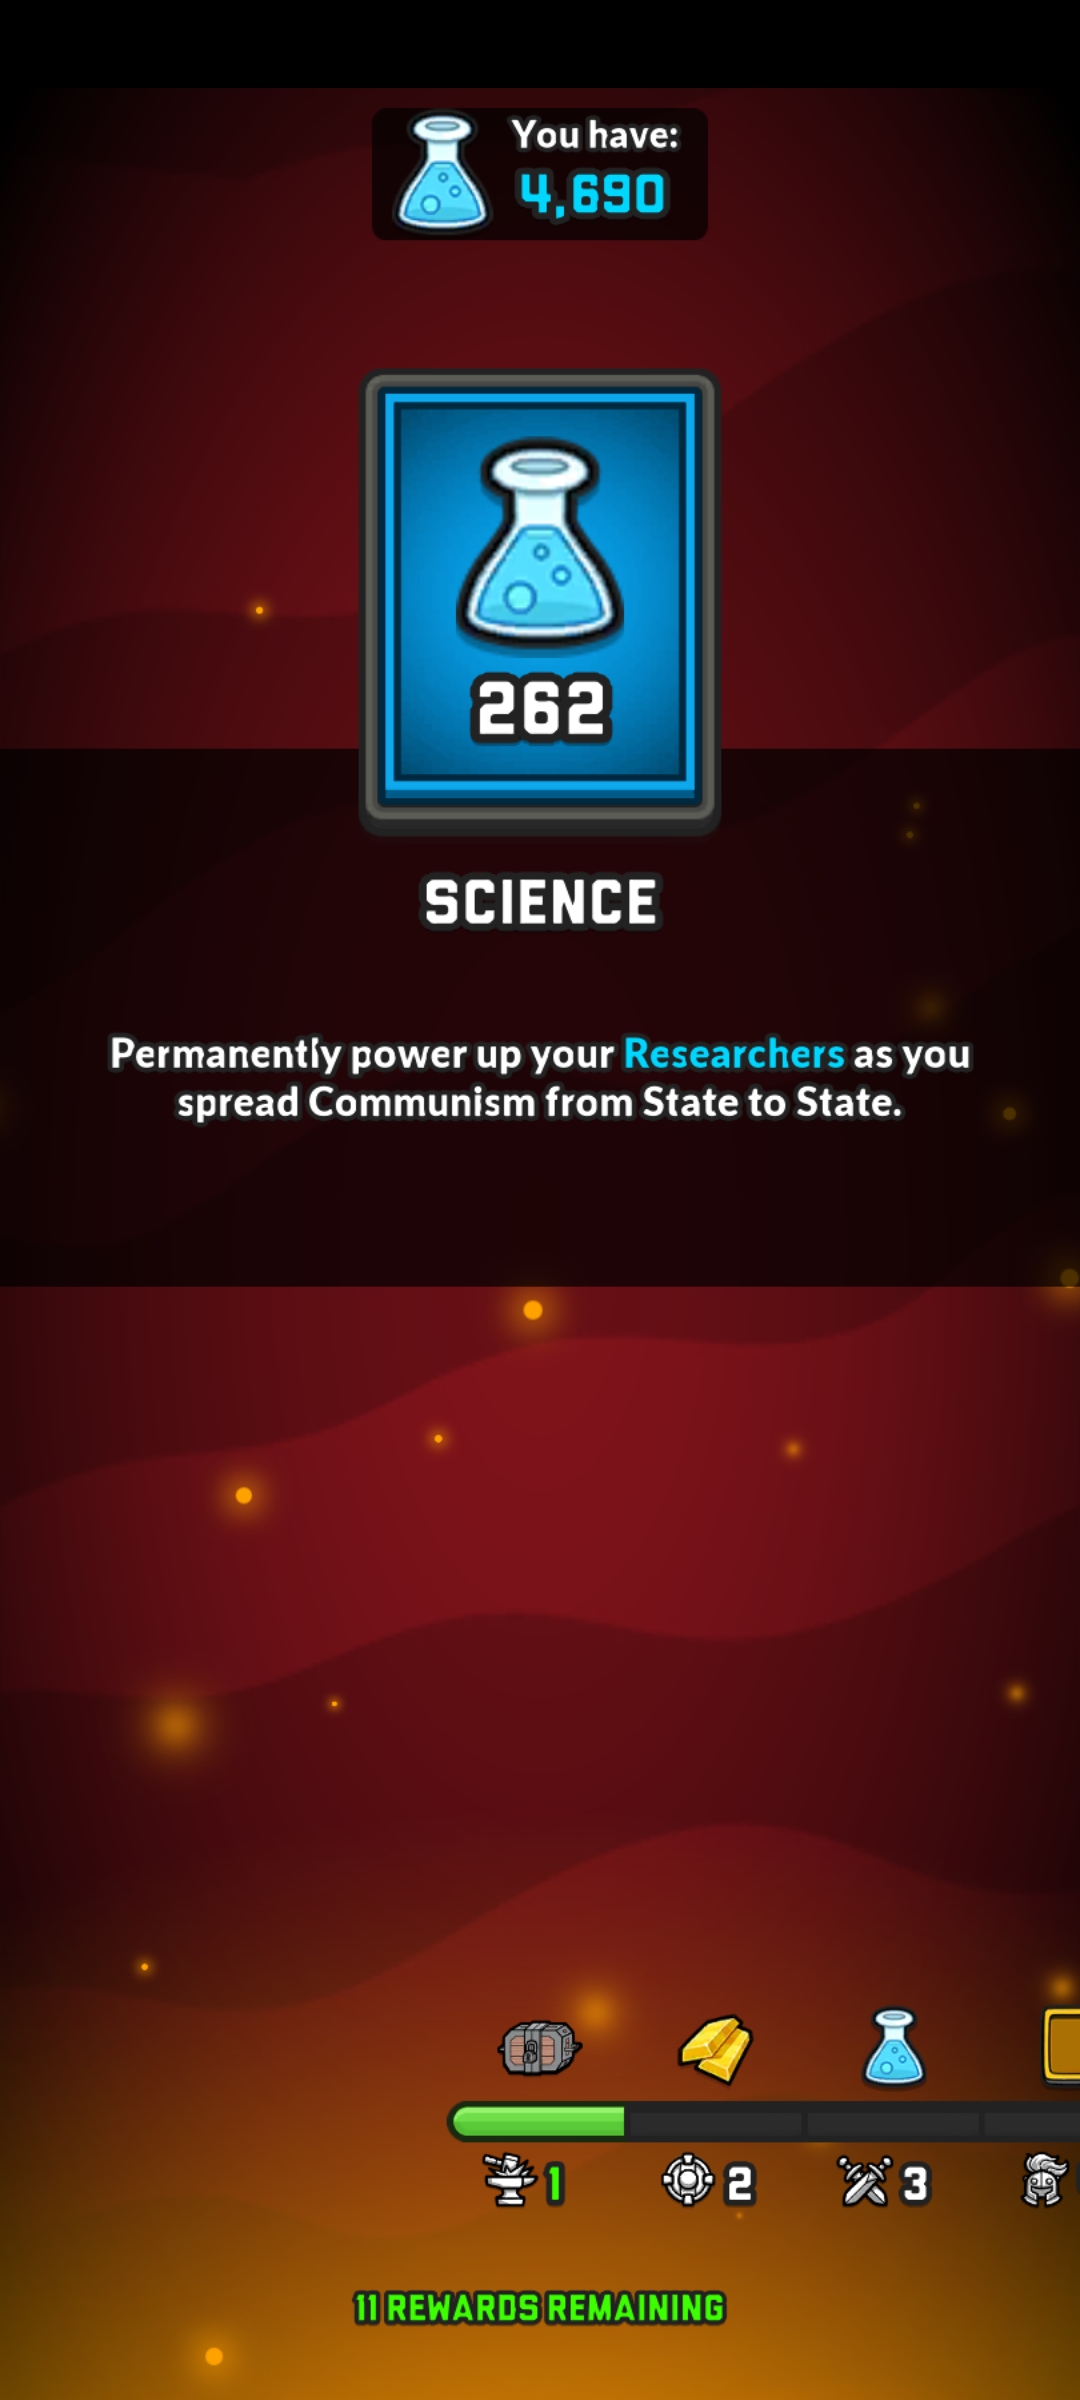 You have:
4,690
262
SCIENCE
Permanently power up your Researchers as you
spread Communism from State to State.
1 2 3
11 REWARDS REMAINING